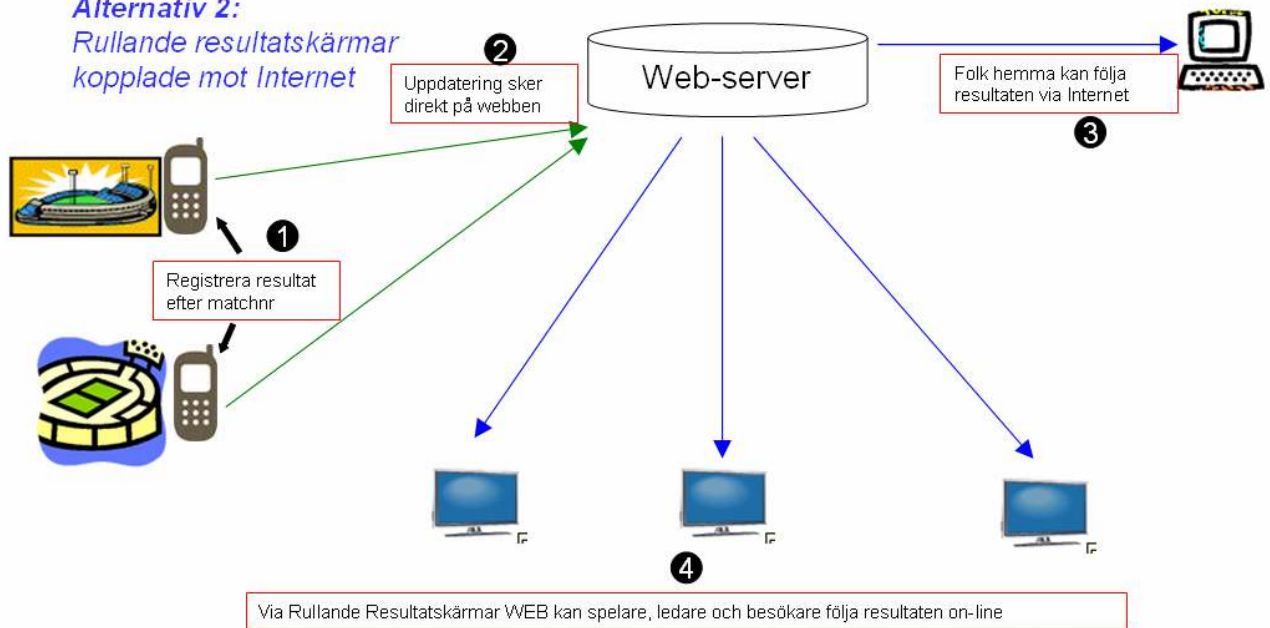 Alternativ 2:
Rullande resultatskärmar
kopplade mot Internet
2
Uppdatering sker
direkt på webben
Web-server
Folk hemma kan följa
resultaten via Internet
3
1
Registrera resultat
efter matchnr
4
Via Rullande Resultatskärmar WEB kan spelare, ledare och besökare följa resultaten on-line